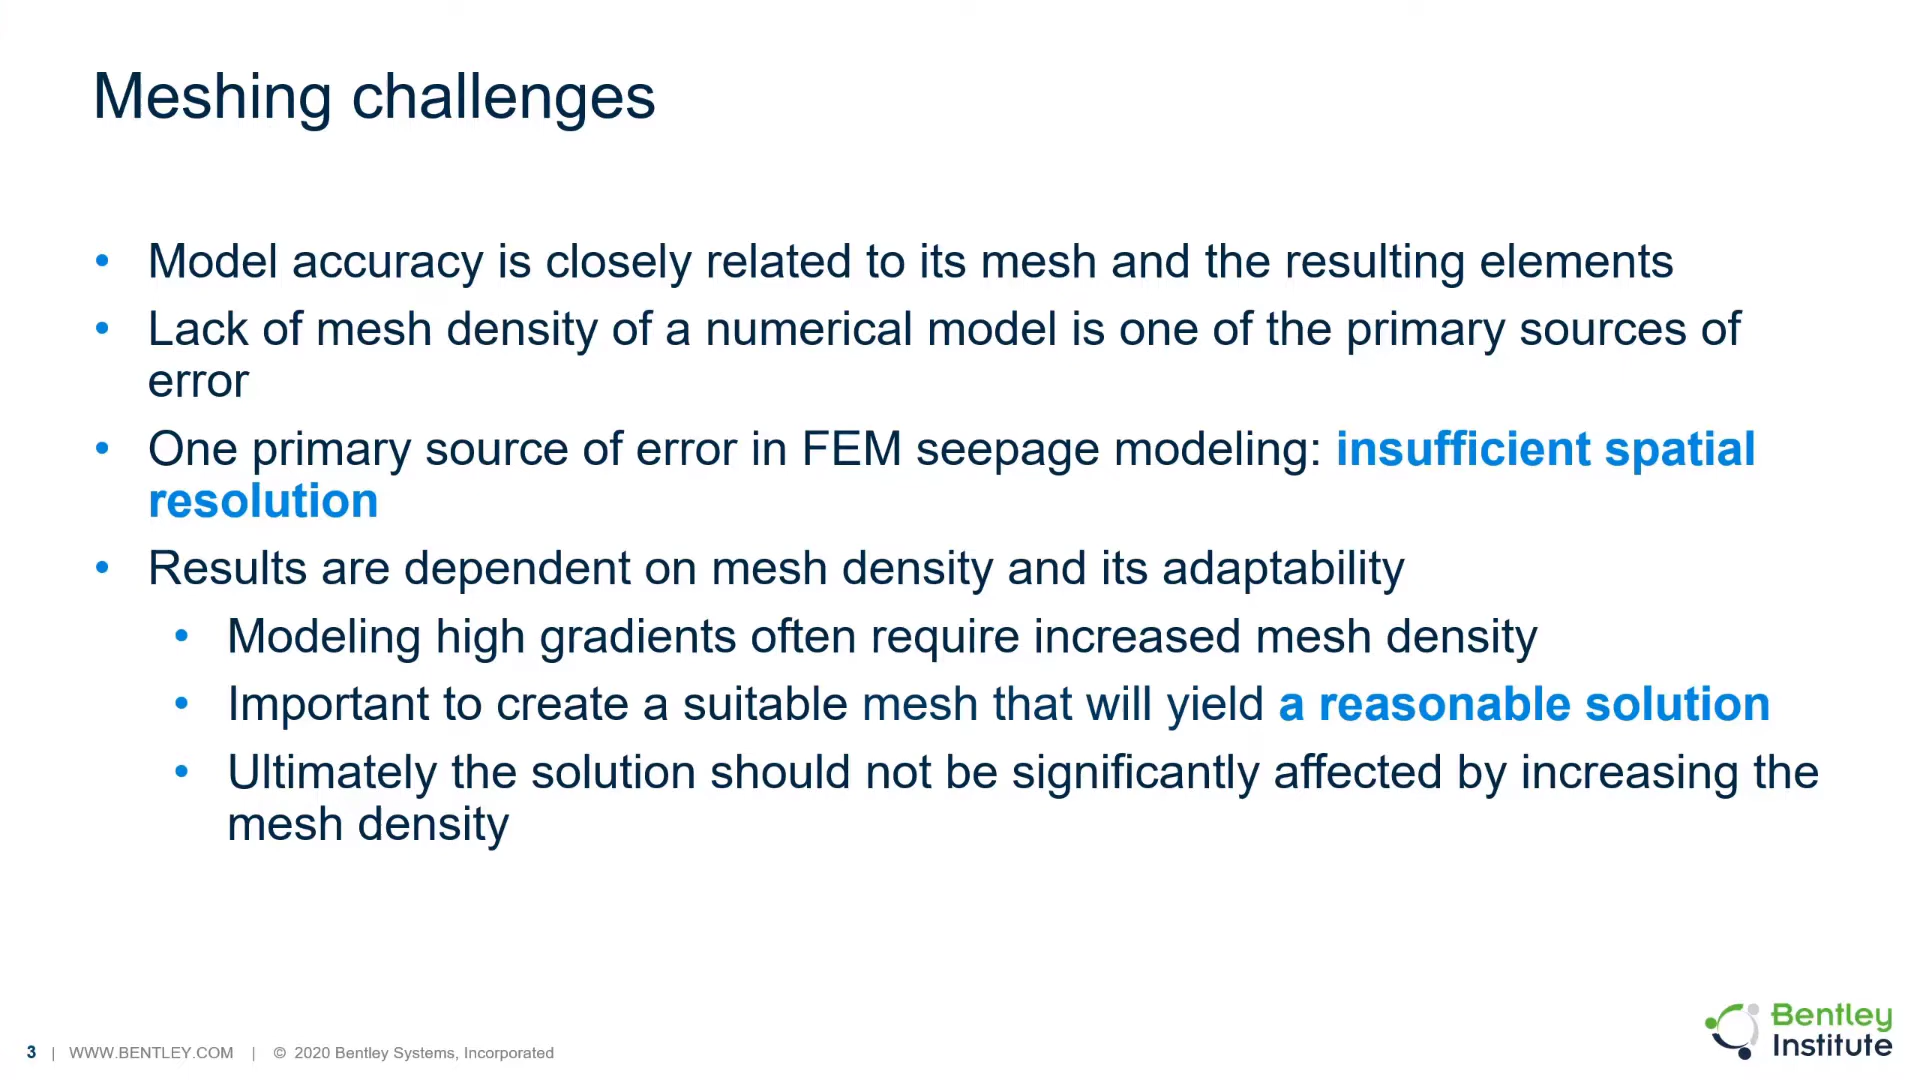 Meshing challenges
• Model accuracy is closely related to its mesh and the resulting elements
• Lack of mesh density of a numerical model is one of the primary sources of
error
• One primary source of error in FEM seepage modeling: insufficient spatial
resolution
• Results are dependent on mesh density and its adaptability
• Modeling high gradients often require increased mesh density
• Important to create a suitable mesh that will yield a reasonable solution
• Ultimately the solution should not be significantly affected by increasing the
mesh density
3 | WWW.BENTLEY.COM | © 2020 Bentley Systems, Incorporated
Bentley
Institute